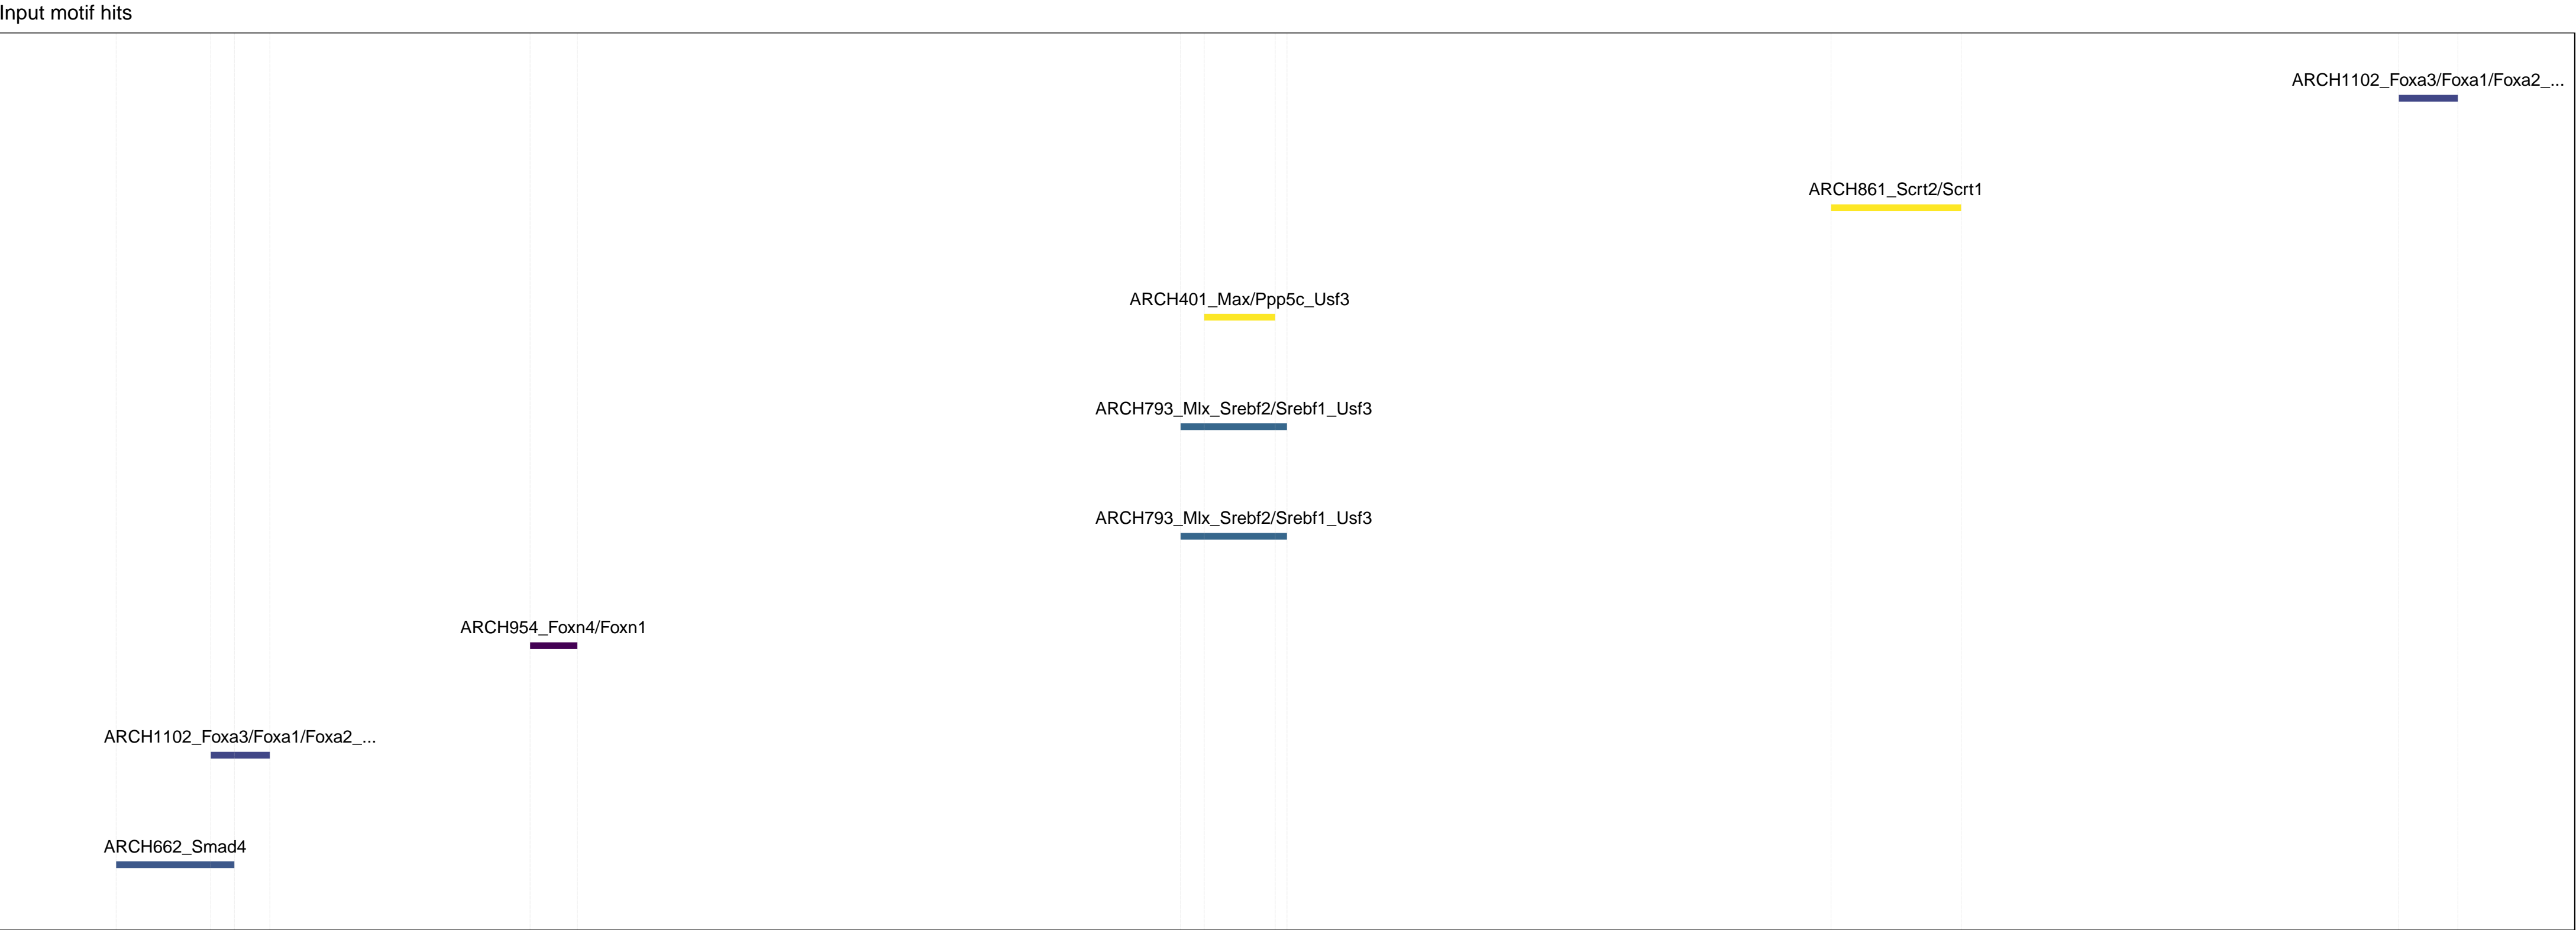 Input motif hits
ARCH1102_Foxa3/Foxa1/Foxa2_...
ARCH861_Scrt2/Scrt1
ARCH401_Max/Ppp5c_Usf3
ARCH793_Mlx_Srebf2/Srebf1_Usf3
ARCH793_Mlx_Srebf2/Srebf1_Usf3
ARCH954_Foxn4/Foxn1
ARCH1102_Foxa3/Foxa1/Foxa2_...
ARCH662_Smad4